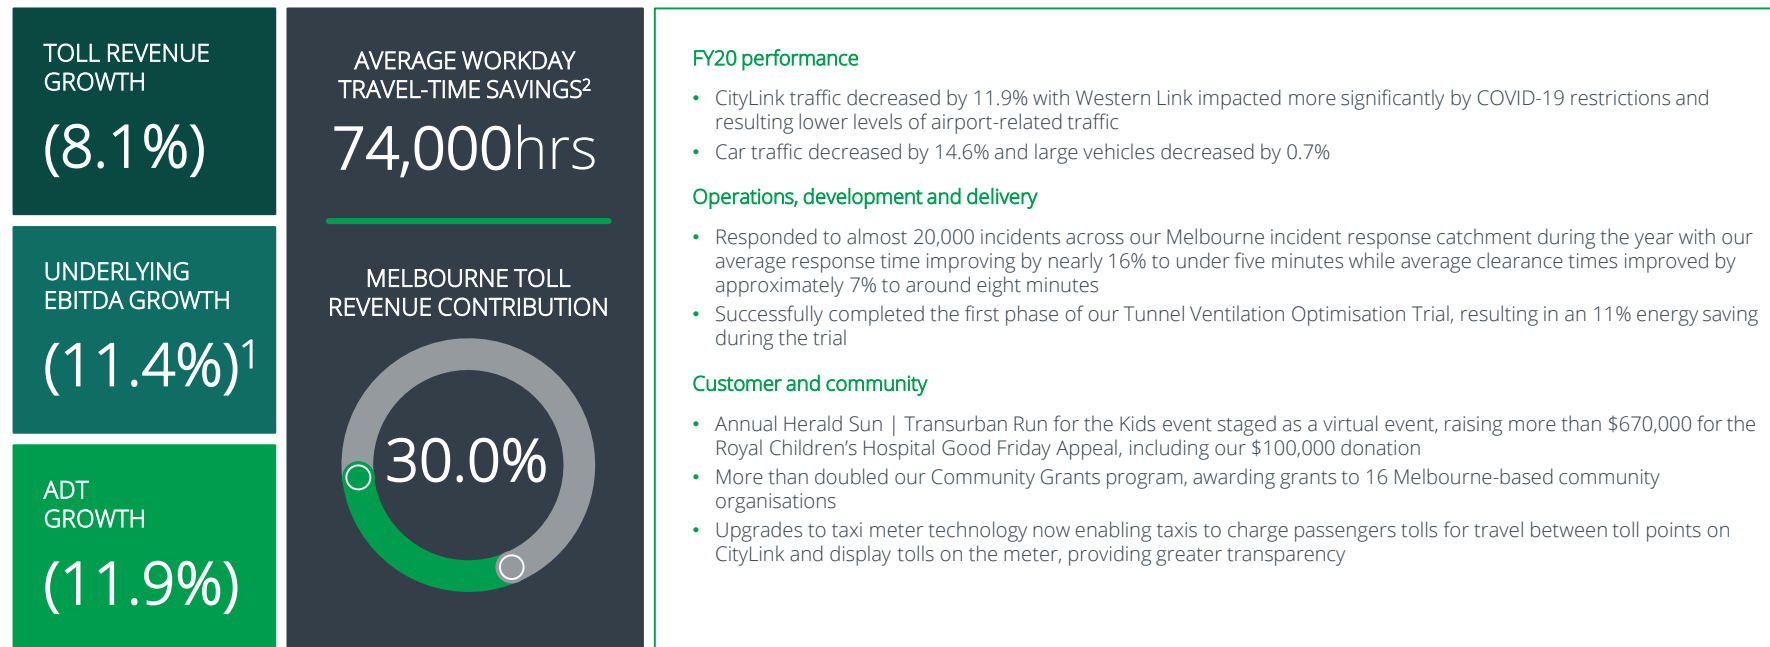 TOLL REVENUE
GROWTH
(8.1%)
UNDERLYING
EBITDA GROWTH
(11.4%)¹
ADT
GROWTH
(11.9%)
AVERAGE WORKDAY
TRAVEL-TIME SAVINGS²
74,000hrs
MELBOURNE TOLL
REVENUE CONTRIBUTION
30.0%
FY20 performance
• CityLink traffic decreased by 11.9% with Western Link impacted more significantly by COVID-19 restrictions and
resulting lower levels of airport-related traffic
• Car traffic decreased by 14.6% and large vehicles decreased by 0.7%
Operations, development and delivery
• Responded to almost 20,000 incidents across our Melbourne incident response catchment during the year with our
average response time improving by nearly 16% to under five minutes while average clearance times improved by
approximately 7% to around eight minutes
• Successfully completed the first phase of our Tunnel Ventilation Optimisation Trial, resulting in an 11% energy saving
during the trial
Customer and community
• Annual Herald Sun | Transurban Run for the Kids event staged as a virtual event, raising more than $670,000 for the
Royal Children’s Hospital Good Friday Appeal, including our $100,000 donation
• More than doubled our Community Grants program, awarding grants to 16 Melbourne-based community
organisations
• Upgrades to taxi meter technology now enabling taxis to charge passengers tolls for travel between toll points on
CityLink and display tolls on the meter, providing greater transparency